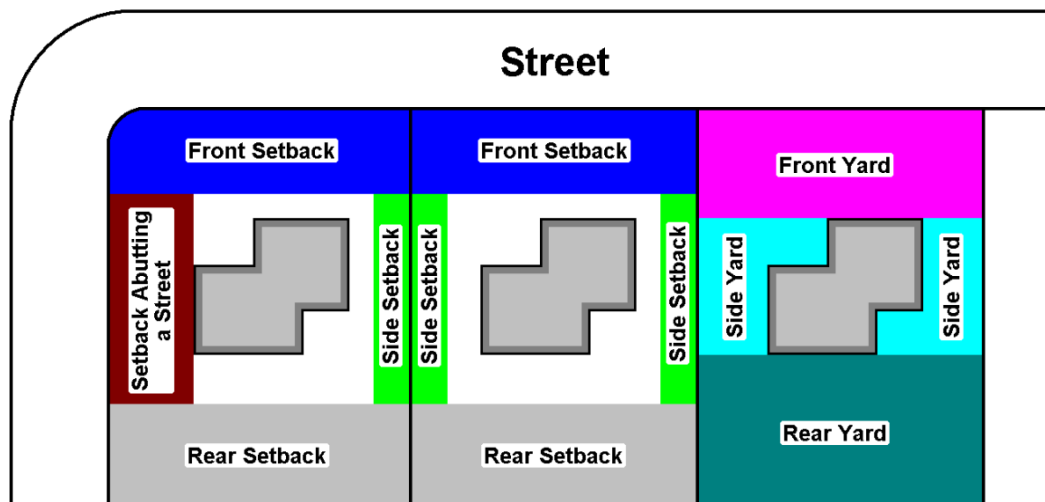 Street
Front Setback
Front Setback
Front Yard
Setback Abutting
a Street
Side Setback
Side Setback
Side Setback
Side Yard
Side Yard
Rear Setback
Rear Setback
Rear Yard